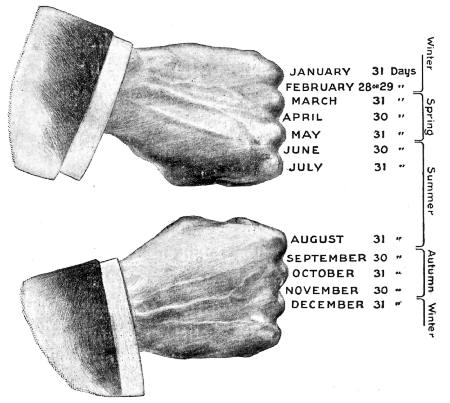 JANUARY 31 Days
FEBRUARY 28 or 29 "
MARCH 31 "
APRIL 30 "
MAY 31 "
JUNE 30 "
JULY 31 "
AUGUST 31 "
SEPTEMBER 30 "
OCTOBER 31 "
NOVEMBER 30 "
DECEMBER 31 "
Winter
Spring
Summer
Autumn
Winter